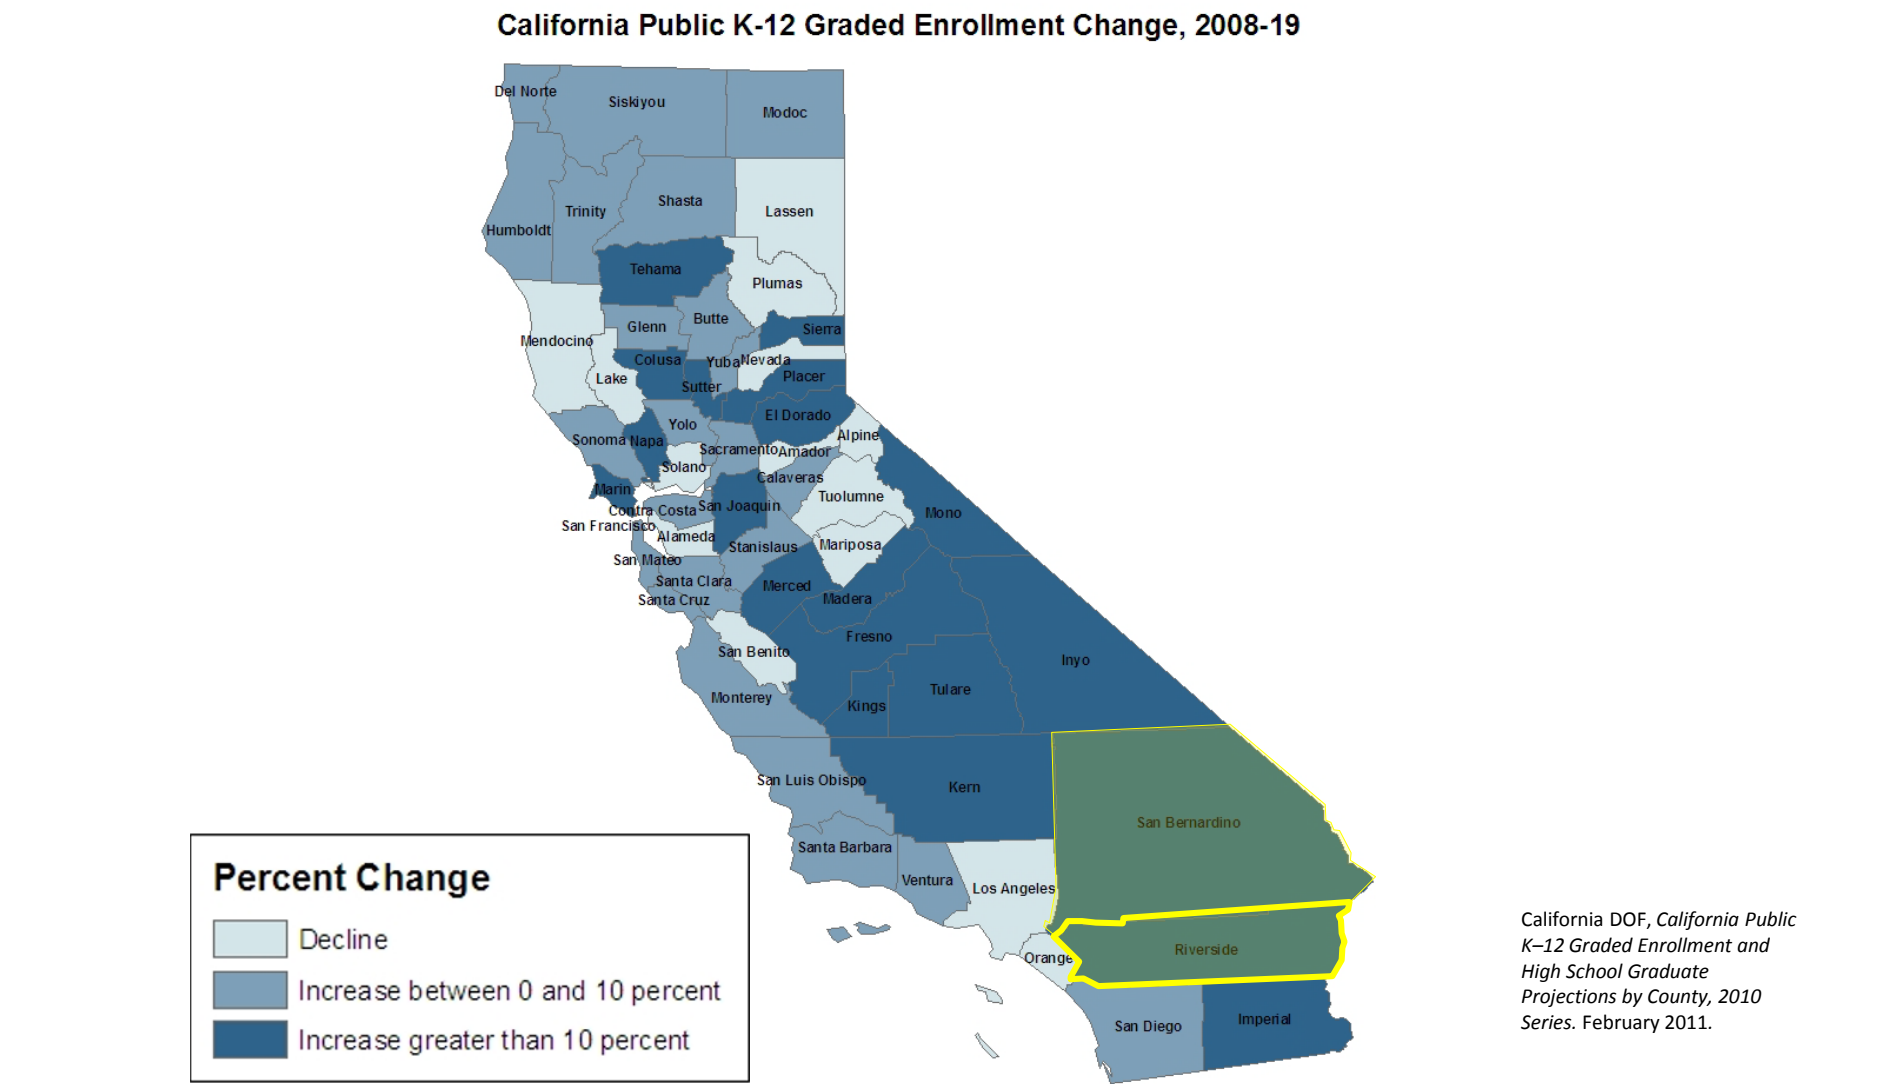 California Public K-12 Graded Enrollment Change, 2008-19
Del Norte
Siskiyou
Modoc
Humboldt
Trinity
Shasta
Lassen
Tehama
Plumas
Mendocino
Glenn
Butte
Sierra
Lake
Colusa
Sutter
Yuba
Nevada
Placer
El Dorado
Sonoma
Napa
Yolo
Sacramento
Amador
Alpine
Solano
Marin
Calaveras
Contra Costa
San Joaquin
Tuolumne
Mono
San Francisco
Alameda
Stanislaus
Mariposa
San Mateo
Santa Clara
Santa Cruz
Merced
Madera
Fresno
San Benito
Inyo
Monterey
Kings
Tulare
San Luis Obispo
Kern
San Bernardino
Santa Barbara
Ventura
Los Angeles
Orange
Riverside
San Diego
Imperial
Percent Change
Decline
Increase between 0 and 10 percent
Increase greater than 10 percent
California DOF, California Public
K–12 Graded Enrollment and
High School Graduate
Projections by County, 2010
Series. February 2011.